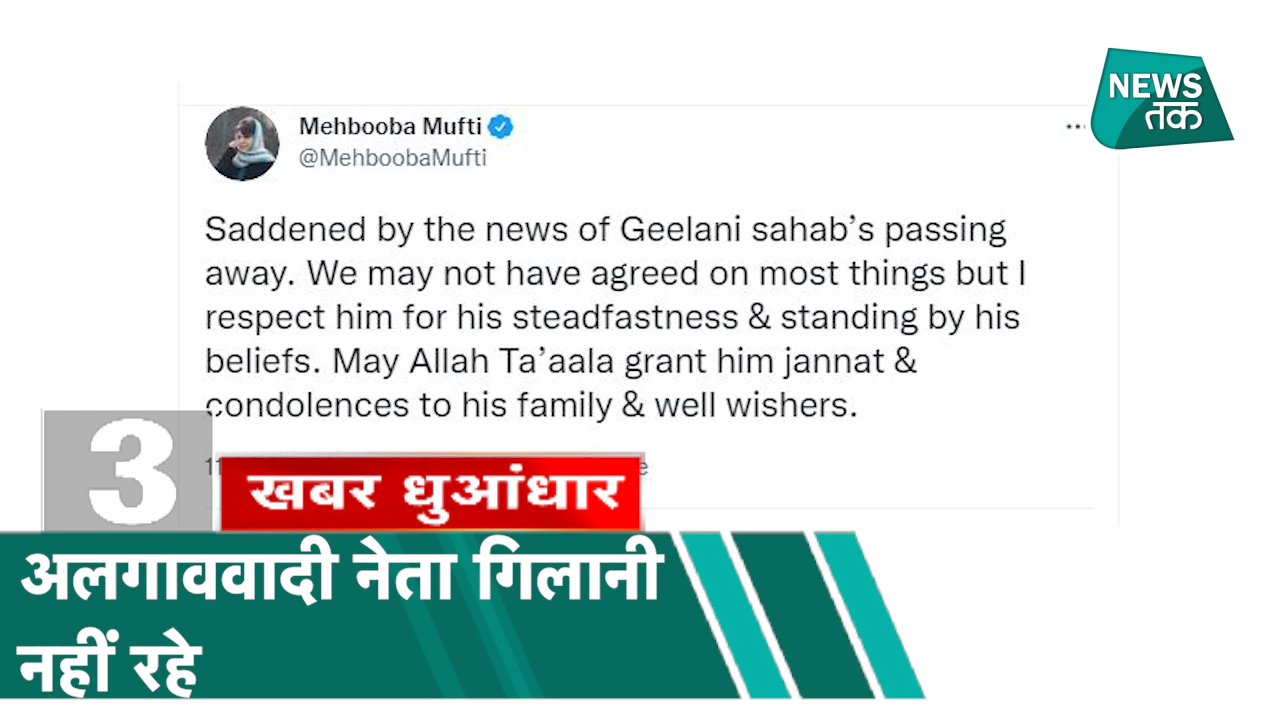 NEWS
तक
Mehbooba Mufti
@MehboobaMufti
Saddened by the news of Geelani sahab’s passing
away. We may not have agreed on most things but I
respect him for his steadfastness & standing by his
beliefs. May Allah Ta’aala grant him jannat &
condolences to his family & well wishers.
3
खबर धुआंधार
अलगाववादी नेता गिलानी
नहीं रहे